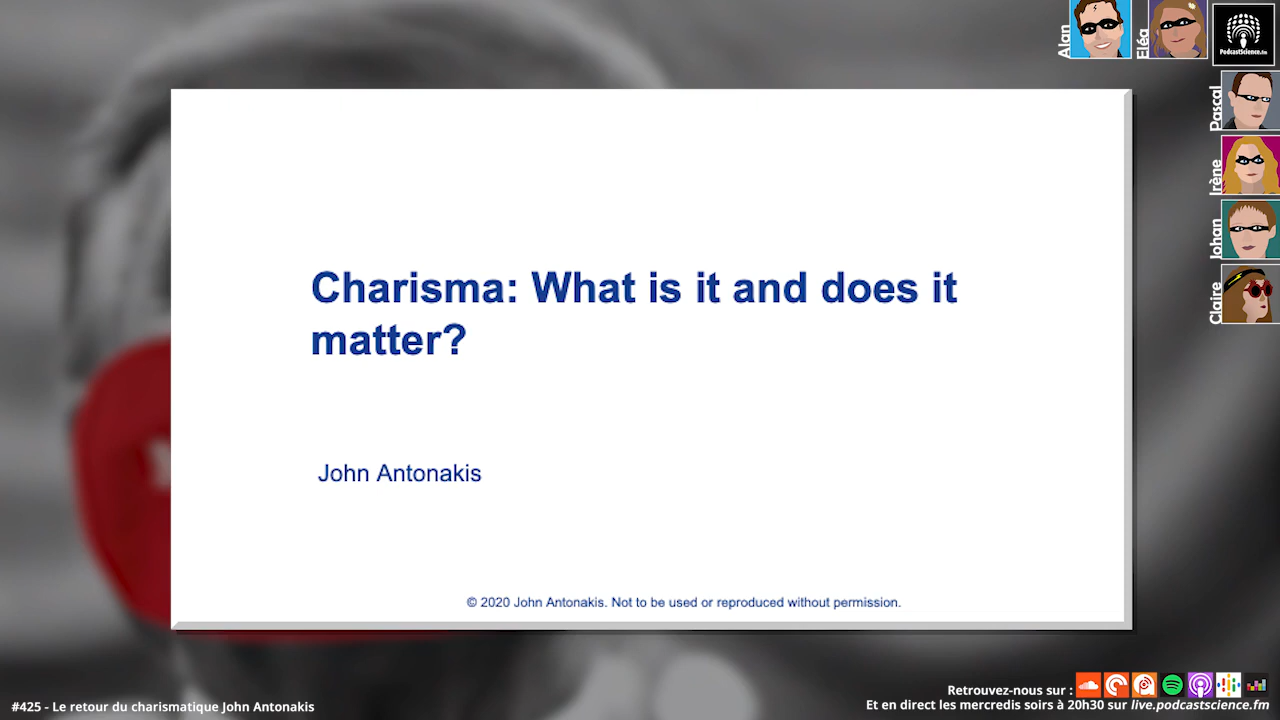 Alan
Eléa
PodcastScience.fm
Pascal
Irène
Johan
Claire
Charisma: What is it and does it
matter?
John Antonakis
© 2020 John Antonakis. Not to be used or reproduced without permission.
#425 - Le retour du charismatique John Antonakis
Retrouvez-nous sur :
Et en direct les mercredis soirs à 20h30 sur live.podcastscience.fm